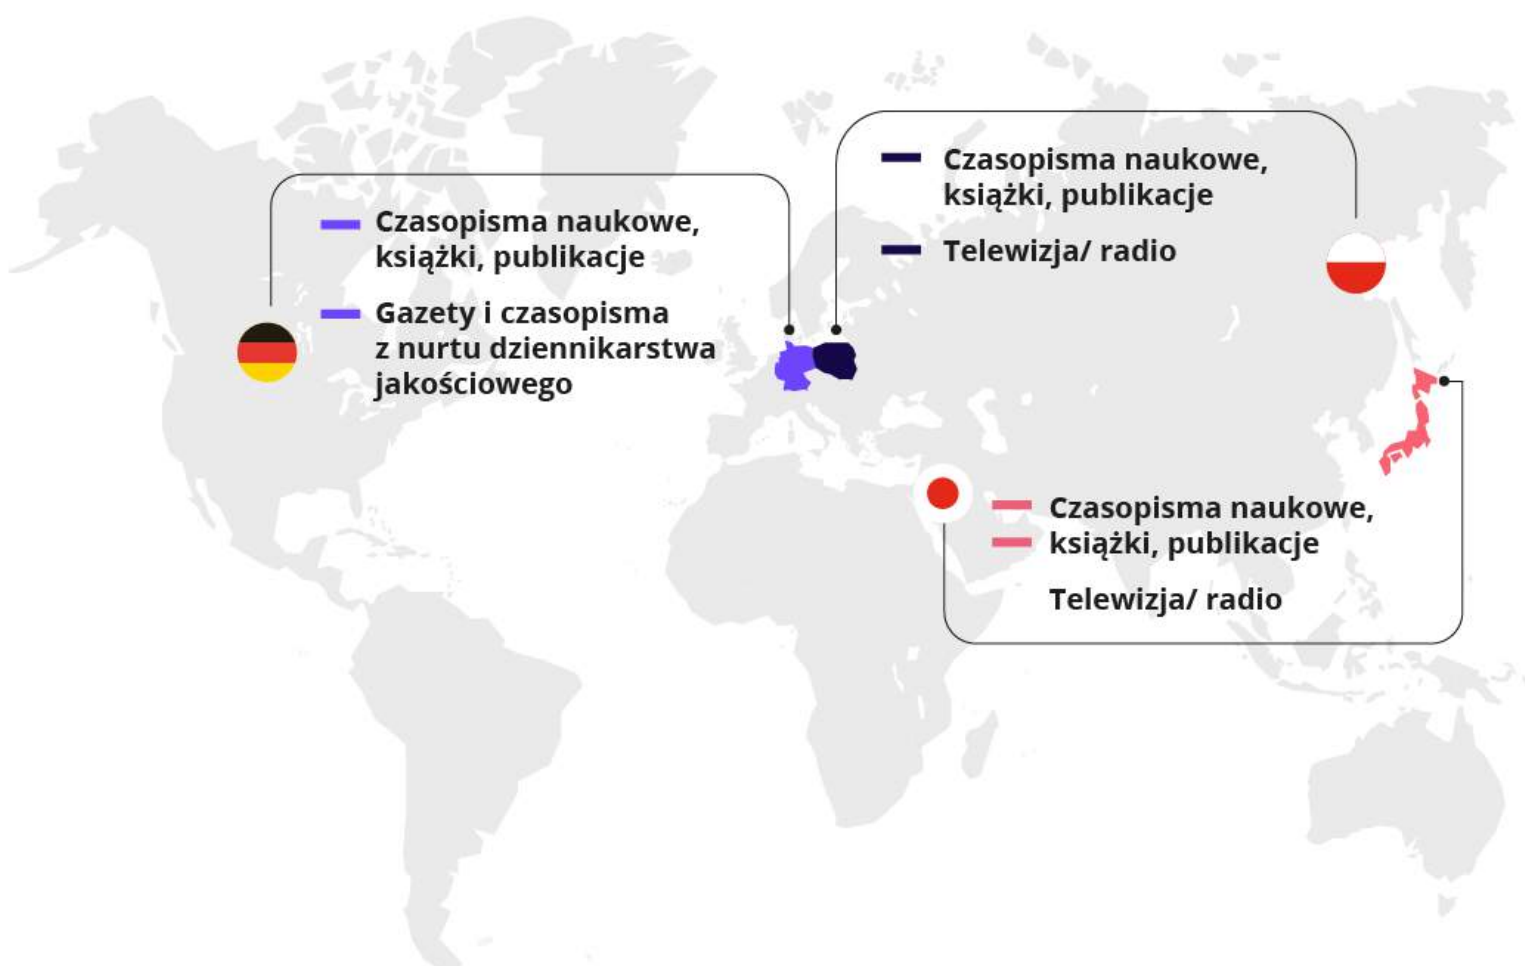 Czasopisma naukowe,
książki, publikacje
Gazety i czasopisma
z nurtu dziennikarstwa
jakościowego
Czasopisma naukowe,
książki, publikacje
Telewizja/ radio
Czasopisma naukowe,
książki, publikacje
Telewizja/ radio